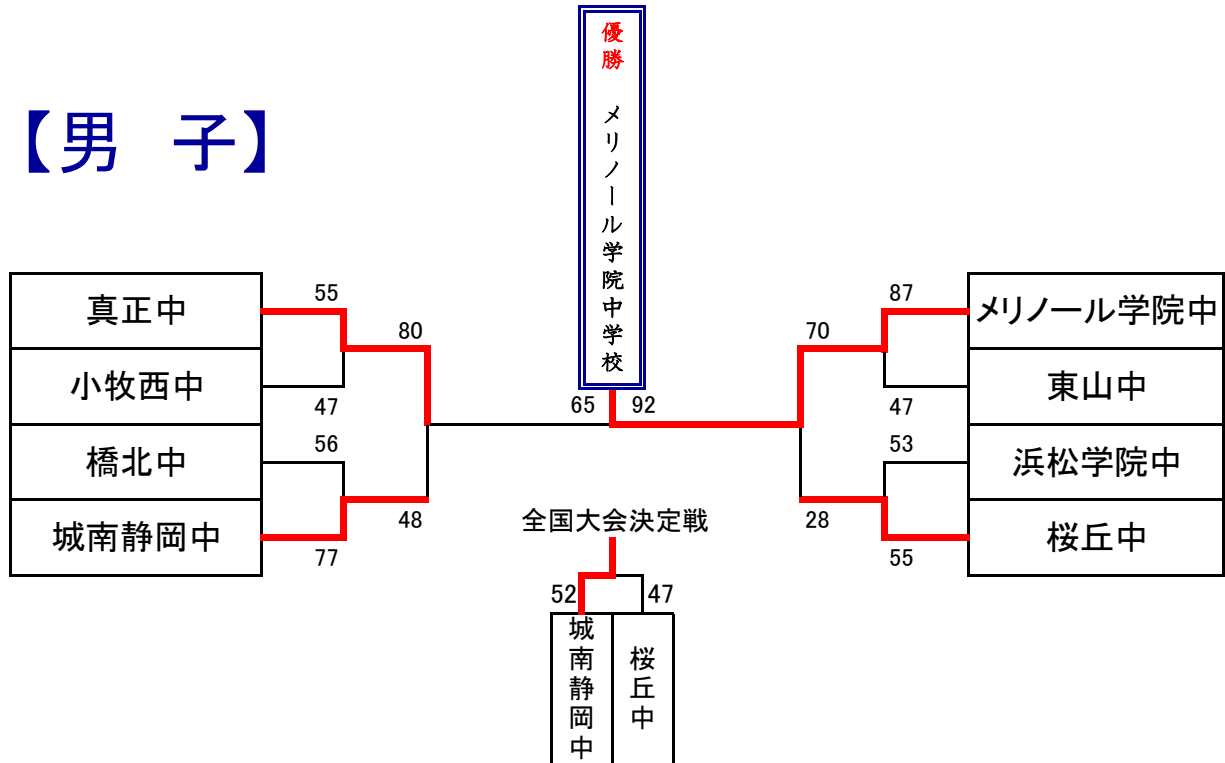 【男 子】
優勝 メリノール学院中学校
真正中
小牧西中
橋北中
城南静岡中
55
47
56
77
80
48
65 92
70
28
87
47
53
55
メリノール学院中
東山中
浜松学院中
桜丘中
全国大会決定戦
52 47
城南静岡中
桜丘中